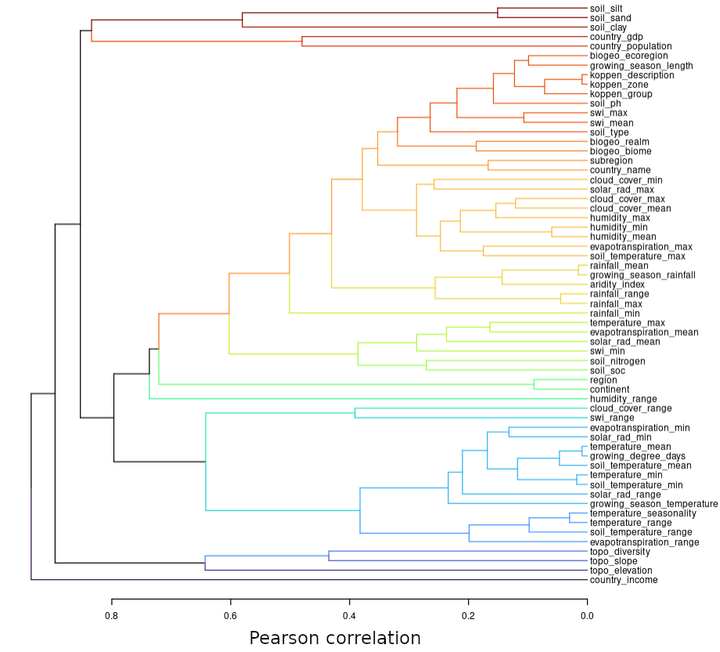 soil_silt
soil_sand
soil_clay
country_gdp
country_population
biogeo_ecoregion
growing_season_length
koppen_description
koppen_zone
koppen_group
soil_ph
swi_max
swi_mean
soil_type
biogeo_realm
biogeo_biome
subregion
country_name
cloud_cover_min
solar_rad_max
cloud_cover_max
cloud_cover_mean
humidity_max
humidity_min
humidity_mean
evapotranspiration_max
soil_temperature_max
rainfall_mean
growing_season_rainfall
aridity_index
rainfall_range
rainfall_max
rainfall_min
temperature_max
evapotranspiration_mean
solar_rad_mean
swi_min
soil_nitrogen
soil_soc
region
continent
humidity_range
cloud_cover_range
swi_range
evapotranspiration_min
solar_rad_min
temperature_mean
growing_degree_days
soil_temperature_mean
temperature_min
soil_temperature_min
solar_rad_range
growing_season_temperature
temperature_seasonality
temperature_range
soil_temperature_range
evapotranspiration_range
topo_diversity
topo_slope
topo_elevation
country_income
0.8 0.6 0.4 0.2 0.0
Pearson correlation